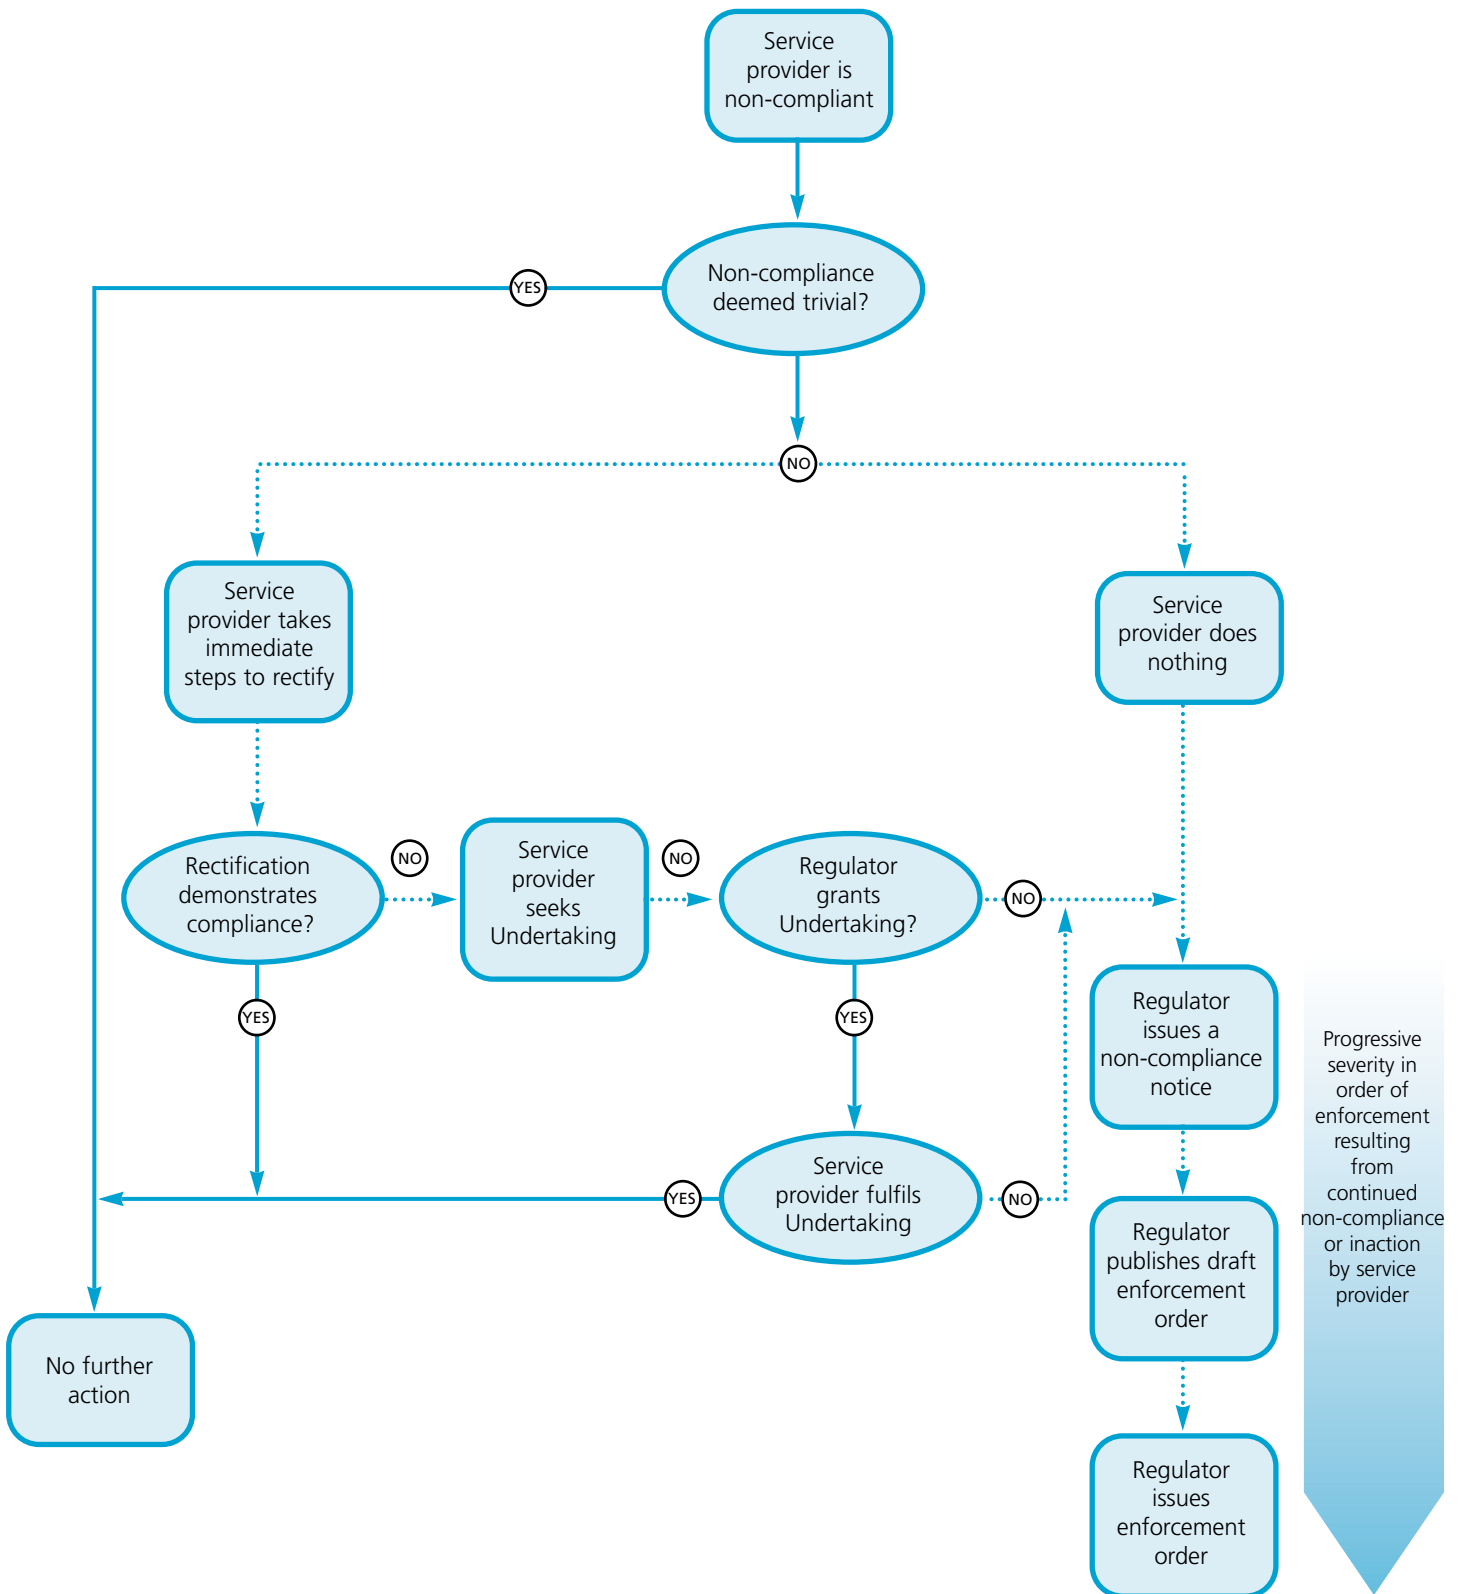 Service
provider is
non-compliant
Non-compliance
deemed trivial?
YES
NO
Service
provider takes
immediate
steps to rectify
Service
provider does
nothing
Rectification
demonstrates
compliance?
NO
Service
provider
seeks
Undertaking
NO
Regulator
grants
Undertaking?
NO
YES
YES
Regulator
issues a
non-compliance
notice
Progressive
severity in
order of
enforcement
resulting
from
continued
non-compliance
or inaction
by service
provider
Service
provider fulfils
Undertaking
YES
NO
Regulator
publishes draft
enforcement
order
No further
action
Regulator
issues
enforcement
order